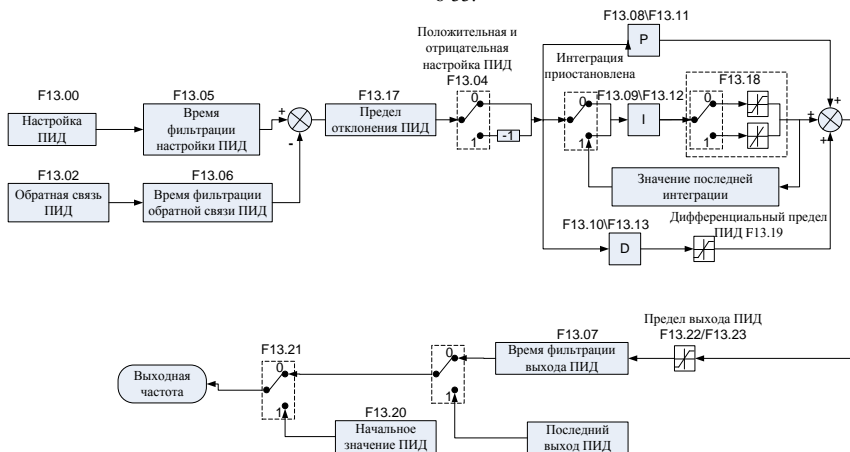 F13.08\F13.11
P
Положительная и
отрицательная
настройка ПИД
F13.04
Интеграция
приостановлена
F13.18
F13.00
F13.05
F13.17
0
0
F13.09\F13.12
0
+
Настройка
ПИД
Время
фильтрации
настройки ПИД
+
-
Предел
отклонения ПИД
1
-1
1
I
1
+
+
F13.02
F13.06
Обратная связь
ПИД
Время фильтрации
обратной связи ПИД
Значение последней
интеграции
F13.10\F13.13
D
Дифференциальный предел
ПИД F13.19
Предел выхода ПИД
F13.22/F13.23
F13.21
F13.07
0
0
Время фильтрации
выхода ПИД
Выходная
частота
1
1
F13.20
Начальное
значение ПИД
Последний
выход ПИД